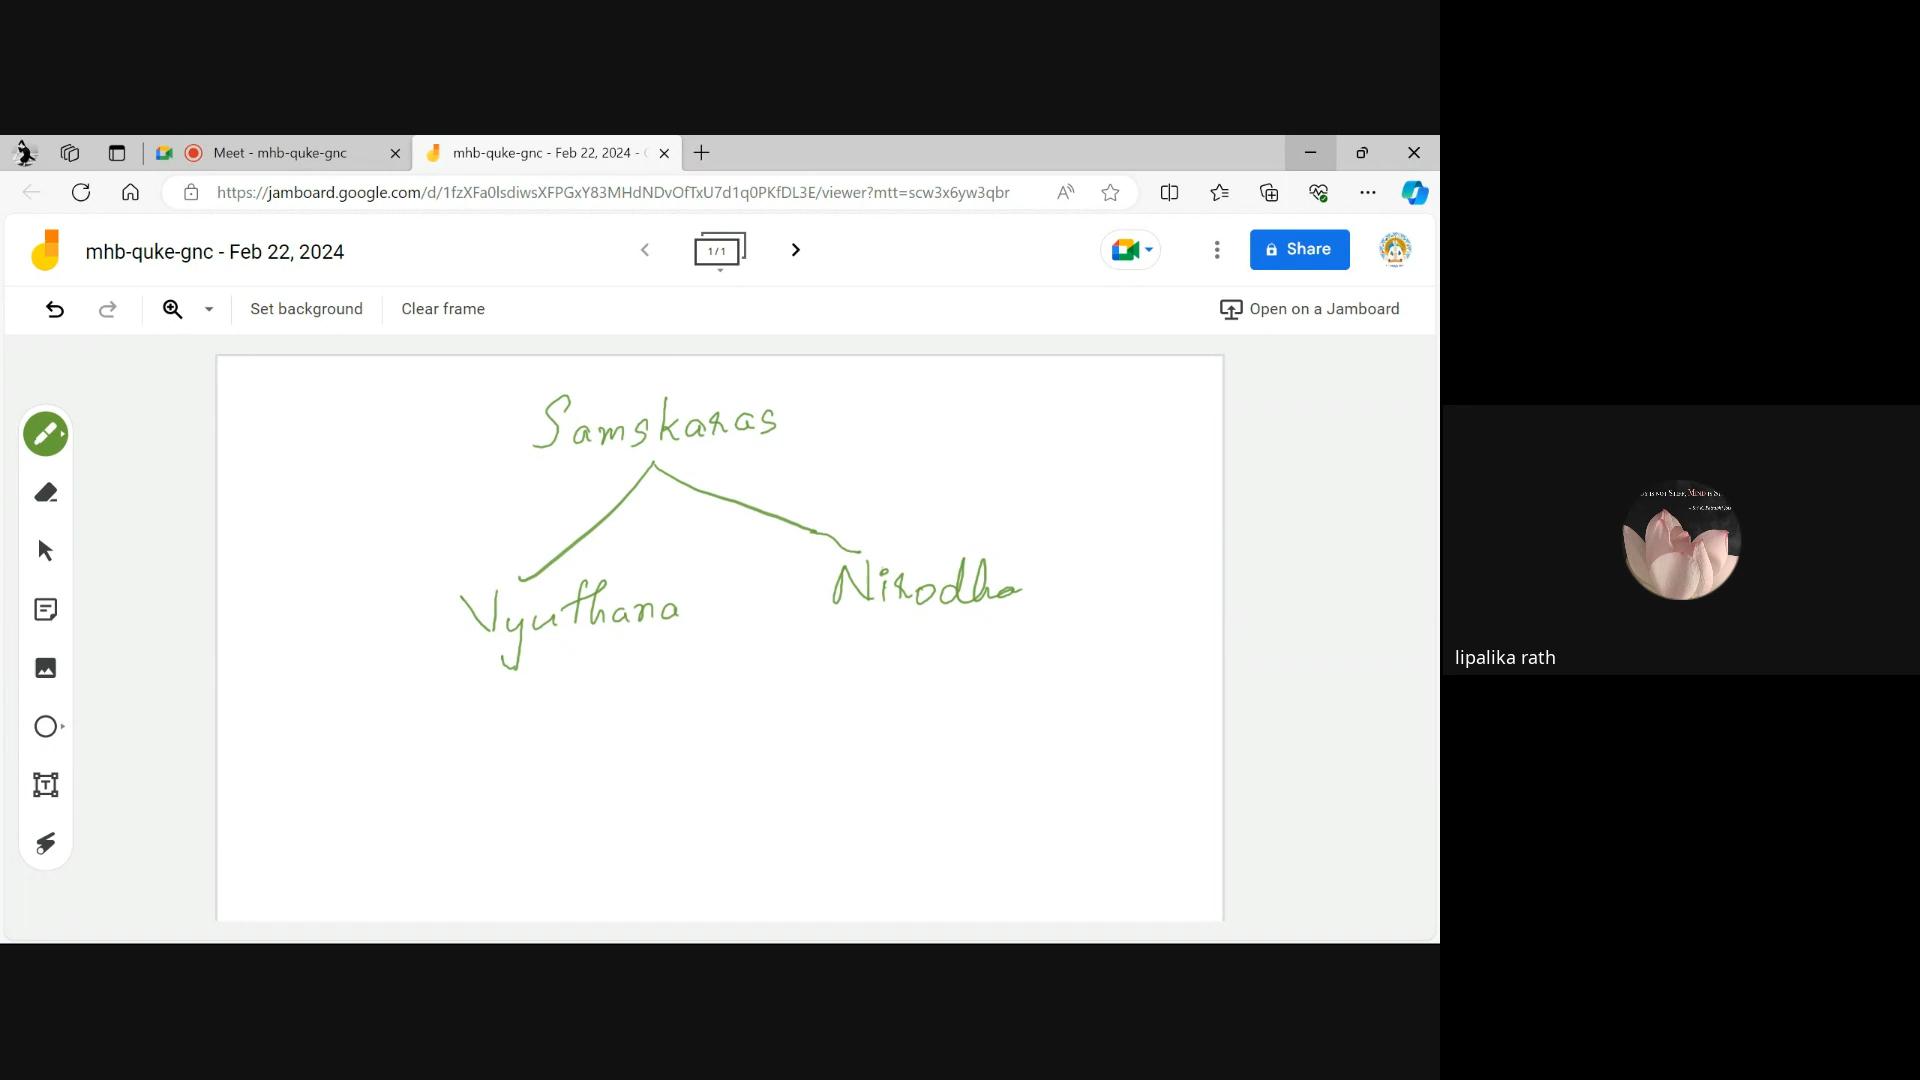 Meet - mhb-quke-gnc
mhb-quke-gnc - Feb 22, 2024 -
https://jamboard.google.com/d/1fzXFa0lsdiwsXFPGxY83MHdNDvOfTxU7d1q0PKfDL3E/viewer?mtt=scw3x6yw3qbr
mhb-quke-gnc - Feb 22, 2024
1/1
Share
Set background
Clear frame
Open on a Jamboard
Samskaras
Vyuthana
Nirodha
lipalika rath